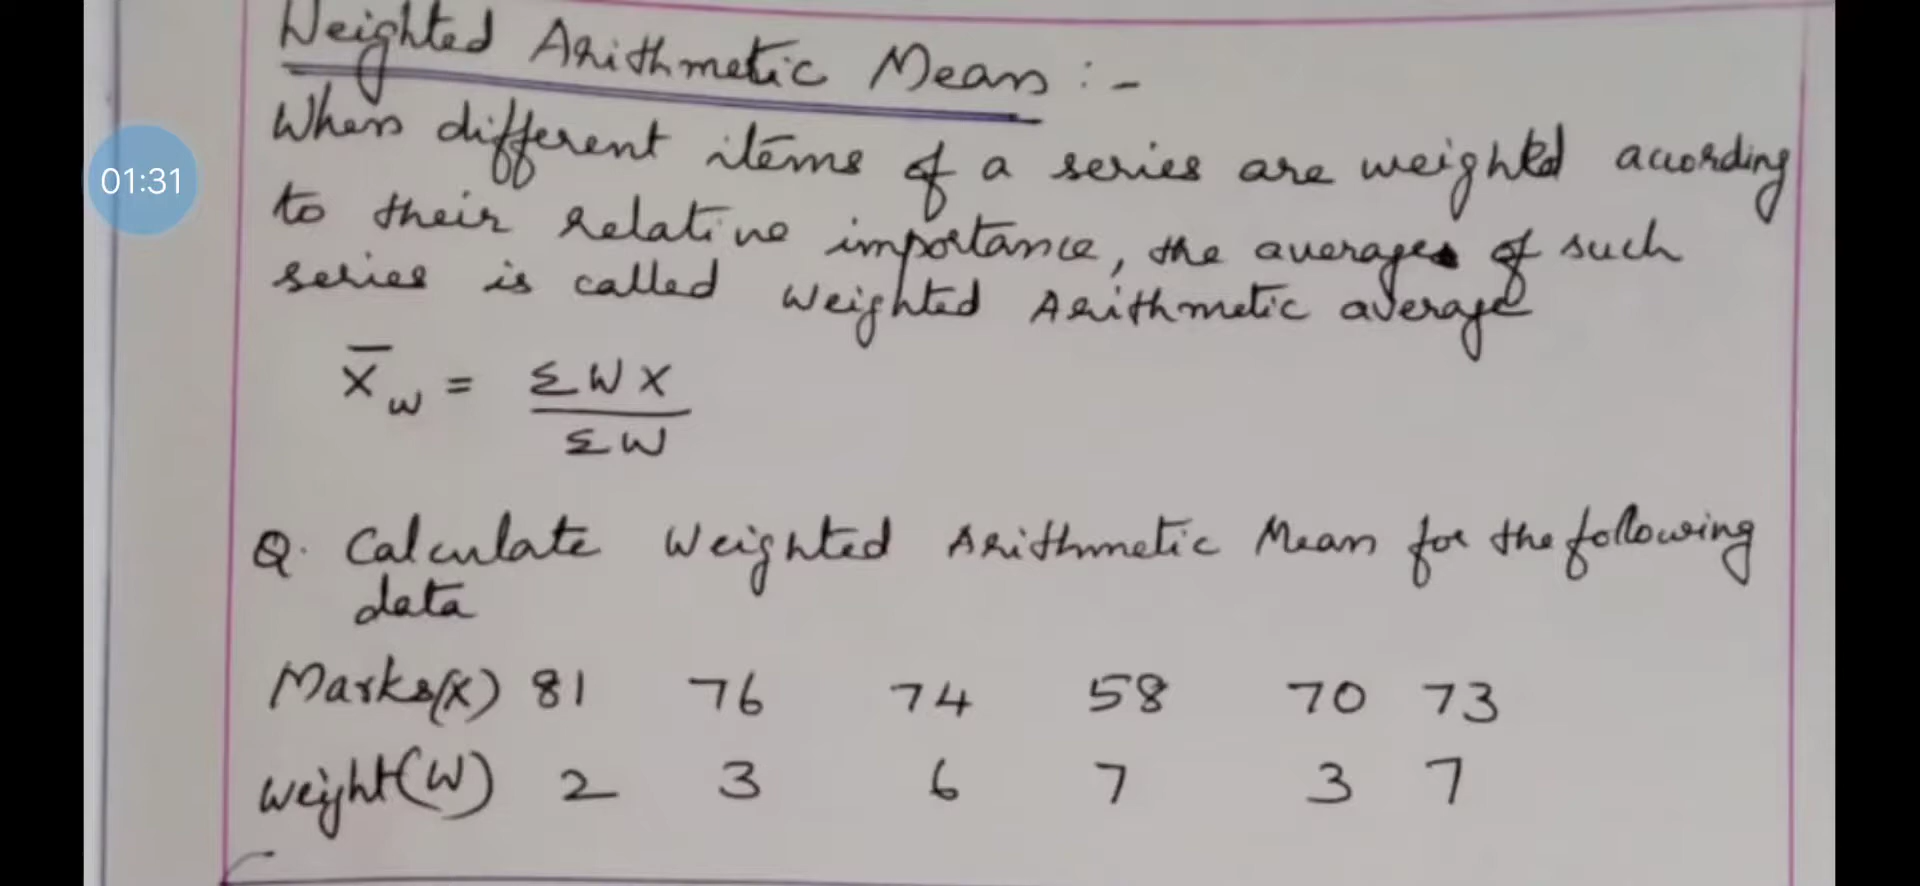 Weighted Arithmetic Mean :-
When different items of a series are weighted according
01:31
to their relative importance, the average of such
series is called Weighted Arithmetic average
X̄w = ΣWX
ΣW
Q. Calculate Weighted Arithmetic Mean for the following
data
Marks(X) 81 76 74 58 70 73
Weight(W) 2 3 6 7 3 7